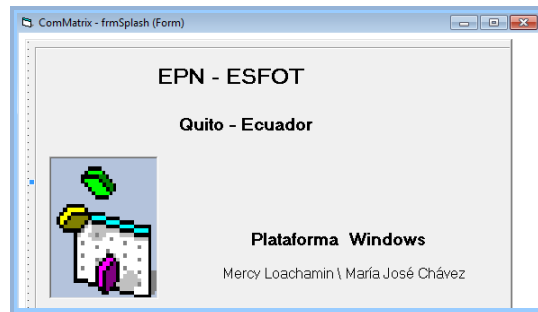 ComMatrix - frmSplash (Form)
EPN - ESFOT
Quito - Ecuador
Plataforma Windows
Mercy Loachamin \ María José Chávez